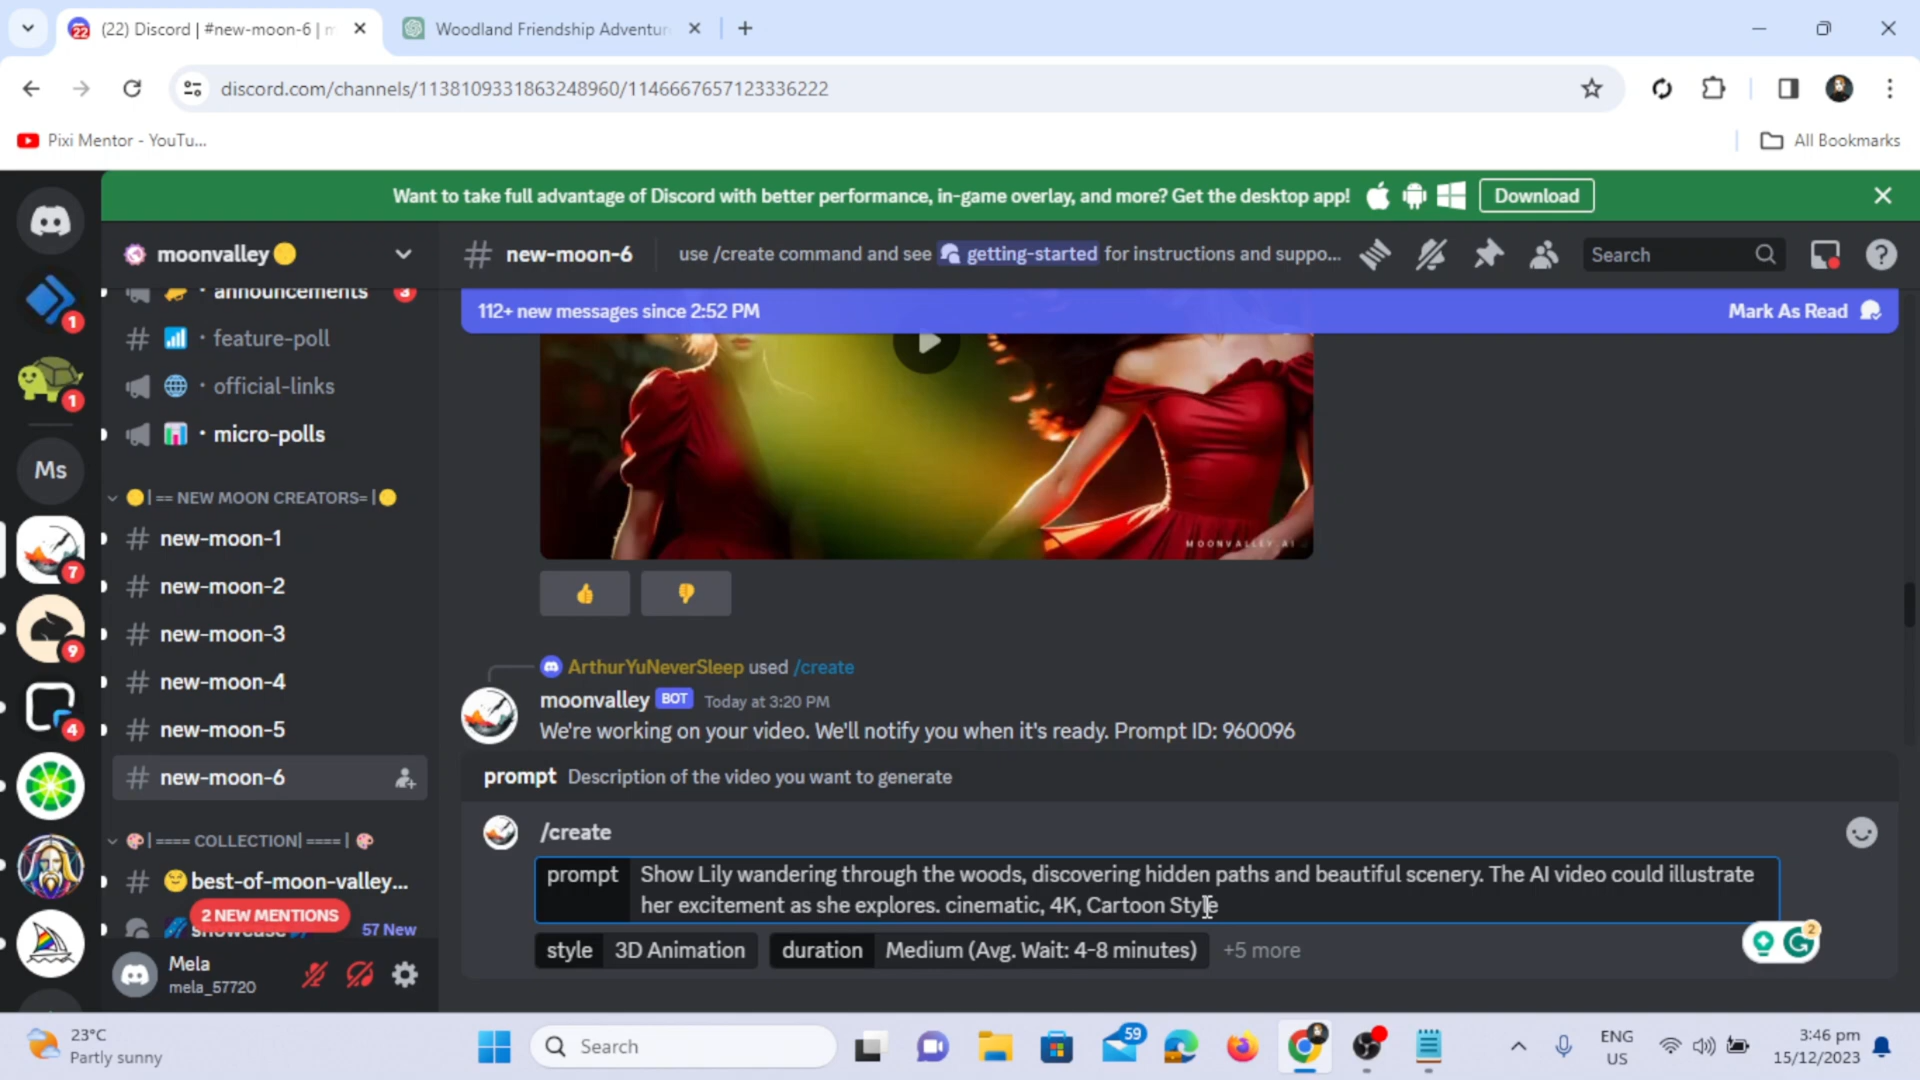 (22) Discord | #new-moon-6 | m
Woodland Friendship Adventur
discord.com/channels/1138109331863248960/1146667657123336222
Pixi Mentor - YouTu...
All Bookmarks
Want to take full advantage of Discord with better performance, in-game overlay, and more? Get the desktop app!
Download
moonvalley
new-moon-6
use /create command and see getting-started for instructions and suppo...
Search
1
announcements
3
112+ new messages since 2:52 PM
Mark As Read
feature-poll
1
official-links
micro-polls
Ms
== NEW MOON CREATORS= |
new-moon-1
MOONVALLEY.AI
7
new-moon-2
new-moon-3
9
ArthurYuNeverSleep used /create
new-moon-4
moonvalley BOT Today at 3:20 PM
4
new-moon-5
We're working on your video. We'll notify you when it's ready. Prompt ID: 960096
new-moon-6
prompt Description of the video you want to generate
/create
| ==== COLLECTION| ==== |
best-of-moon-valley...
prompt Show Lily wandering through the woods, discovering hidden paths and beautiful scenery. The AI video could illustrate
her excitement as she explores. cinematic, 4K, Cartoon Style
2 NEW MENTIONS
showcase
57 New
2
style 3D Animation duration Medium (Avg. Wait: 4-8 minutes) +5 more
Mela
mela_57720
23°C
Partly sunny
Search
59
ENG
US
3:46 pm
15/12/2023